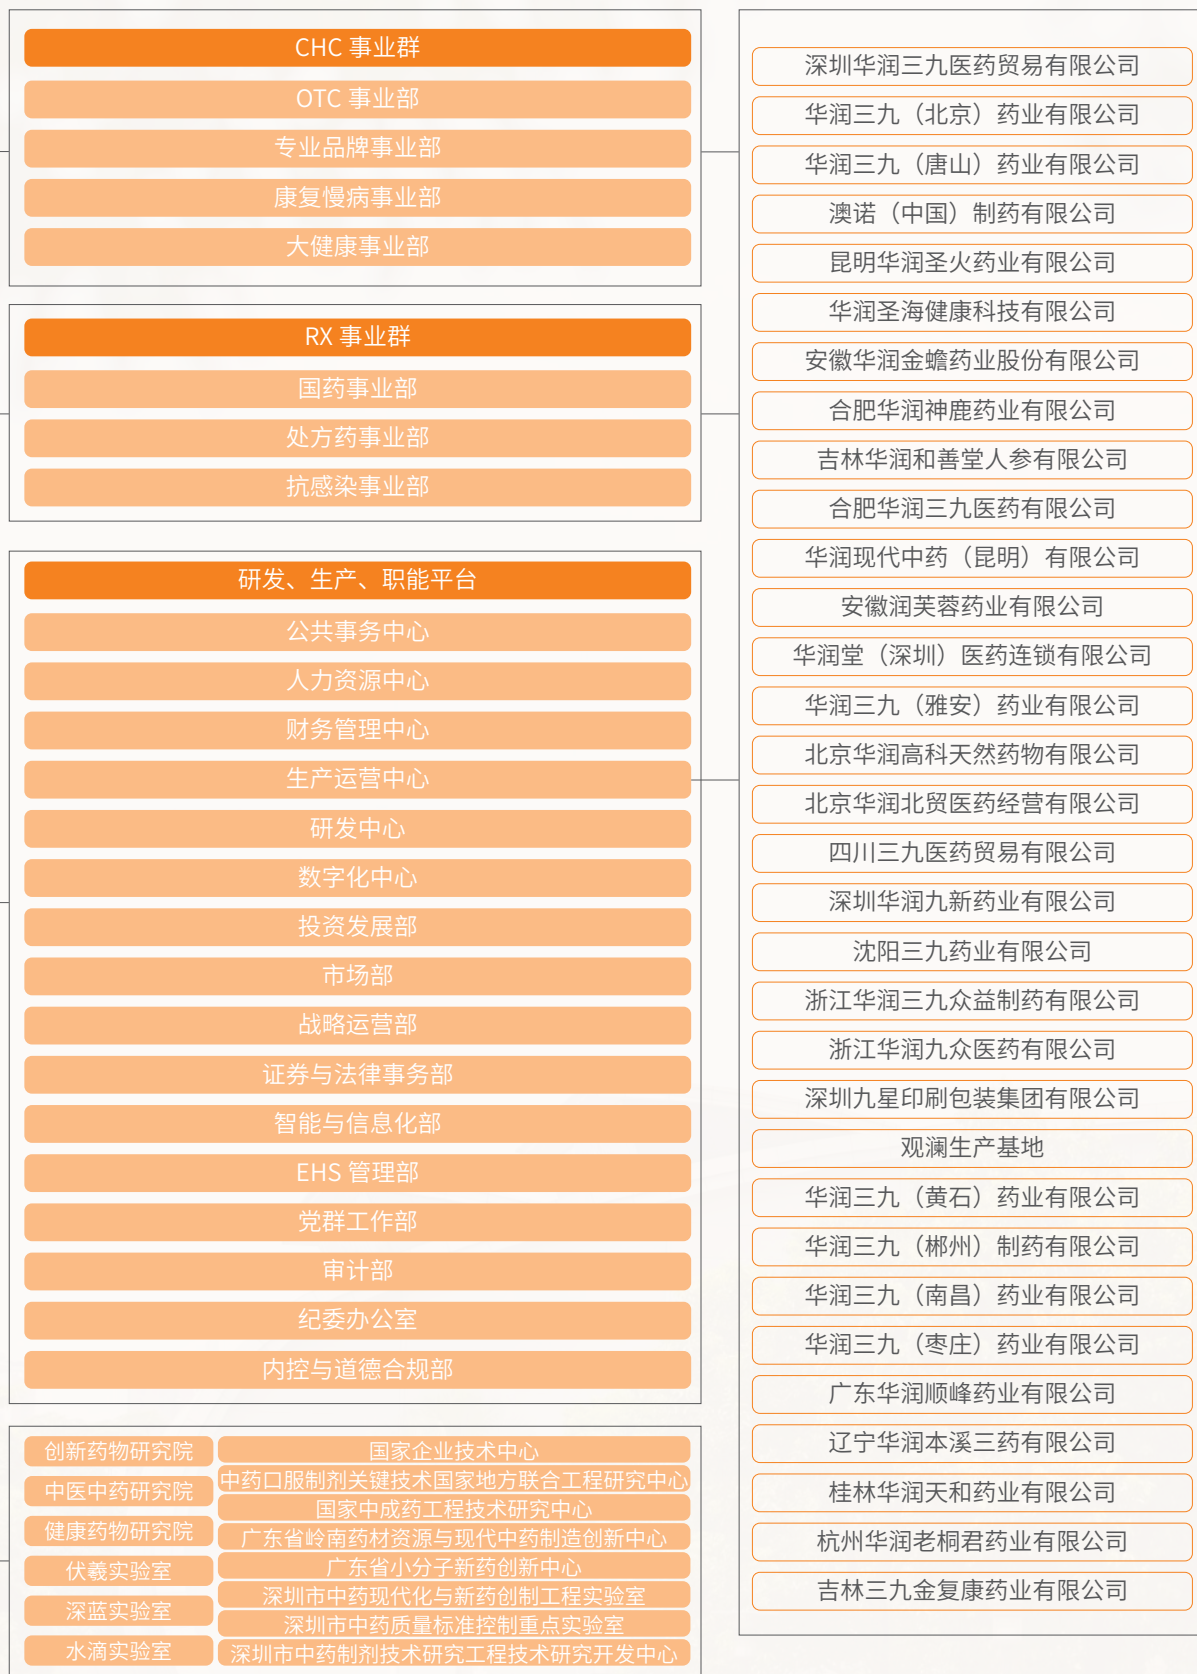 CHC 事业群
OTC 事业部
专业品牌事业部
康复慢病事业部
大健康事业部
RX 事业群
国药事业部
处方药事业部
抗感染事业部
研发、生产、职能平台
公共事务中心
人力资源中心
财务管理中心
生产运营中心
研发中心
数字化中心
投资发展部
市场部
战略运营部
证券与法律事务部
智能与信息化部
EHS 管理部
党群工作部
审计部
纪委办公室
内控与道德合规部
创新药物研究院
中医中药研究院
健康药物研究院
伏羲实验室
深蓝实验室
水滴实验室
国家企业技术中心
中药口服制剂关键技术国家地方联合工程研究中心
国家中成药工程技术研究中心
广东省岭南药材资源与现代中药制造创新中心
广东省小分子新药创新中心
深圳市中药现代化与新药创制工程实验室
深圳市中药质量标准控制重点实验室
深圳市中药制剂技术研究工程技术研究开发中心
深圳华润三九医药贸易有限公司
华润三九（北京）药业有限公司
华润三九（唐山）药业有限公司
澳诺（中国）制药有限公司
昆明华润圣火药业有限公司
华润圣海健康科技有限公司
安徽华润金蟾药业股份有限公司
合肥华润神鹿药业有限公司
吉林华润和善堂人参有限公司
合肥华润三九医药有限公司
华润现代中药（昆明）有限公司
安徽润芙蓉药业有限公司
华润堂（深圳）医药连锁有限公司
华润三九（雅安）药业有限公司
北京华润高科天然药物有限公司
北京华润北贸医药经营有限公司
四川三九医药贸易有限公司
深圳华润九新药业有限公司
沈阳三九药业有限公司
浙江华润三九众益制药有限公司
浙江华润九众医药有限公司
深圳九星印刷包装集团有限公司
观澜生产基地
华润三九（黄石）药业有限公司
华润三九（郴州）制药有限公司
华润三九（南昌）药业有限公司
华润三九（枣庄）药业有限公司
广东华润顺峰药业有限公司
辽宁华润本溪三药有限公司
桂林华润天和药业有限公司
杭州华润老桐君药业有限公司
吉林三九金复康药业有限公司